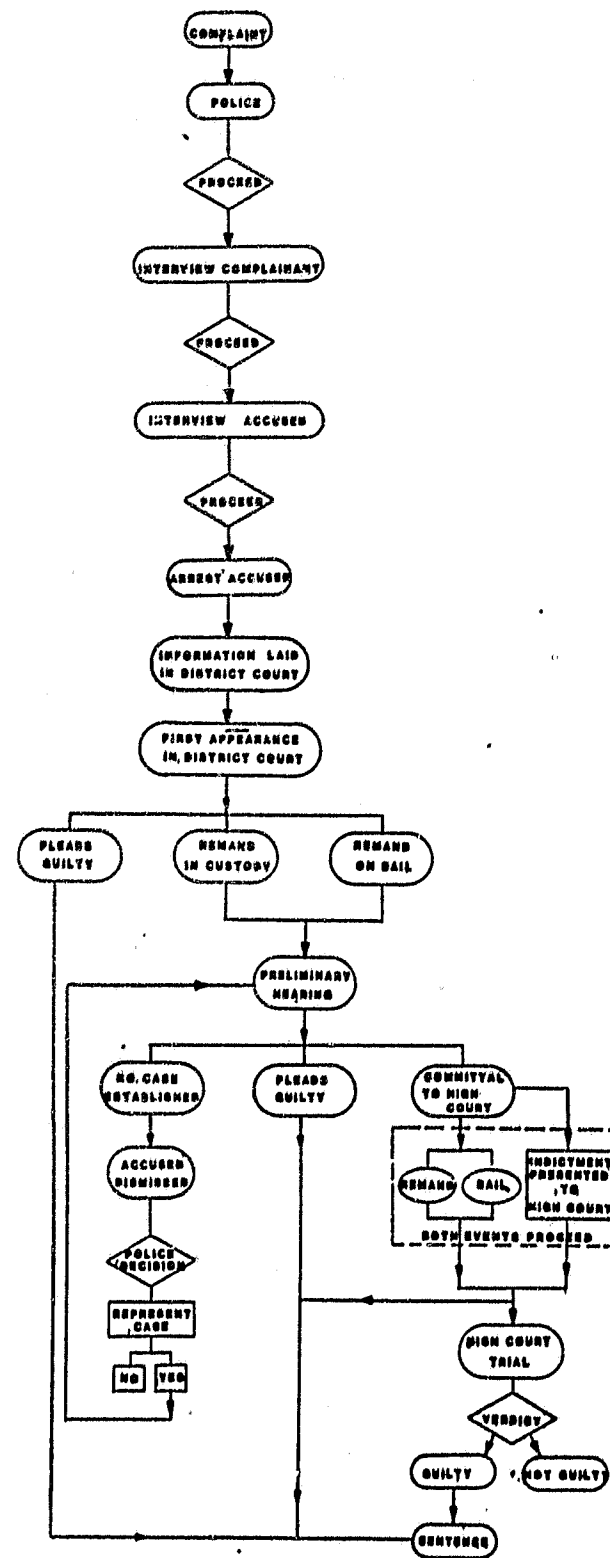 COMPLAINT
POLICE
PROCEED
INTERVIEW COMPLAINANT
PROCEED
INTERVIEW ACCUSED
PROCEED
ARREST ACCUSED
INFORMATION LAID
IN DISTRICT COURT
FIRST APPEARANCE
IN DISTRICT COURT
PLEADS
GUILTY
REMAND
IN CUSTODY
REMAND
ON BAIL
PRELIMINARY
HEARING
NO CASE
ESTABLISHED
PLEADS
GUILTY
COMMITTAL
TO HIGH
COURT
ACCUSED
DISMISSED
REMAND
BAIL
INDICTMENT
PRESENTED
TO
HIGH COURT
BOTH EVENTS PROCEED
POLICE
DECISION
REPRESENT
CASE
NO
YES
HIGH COURT
TRIAL
VERDICT
GUILTY
NOT GUILTY
SENTENCE